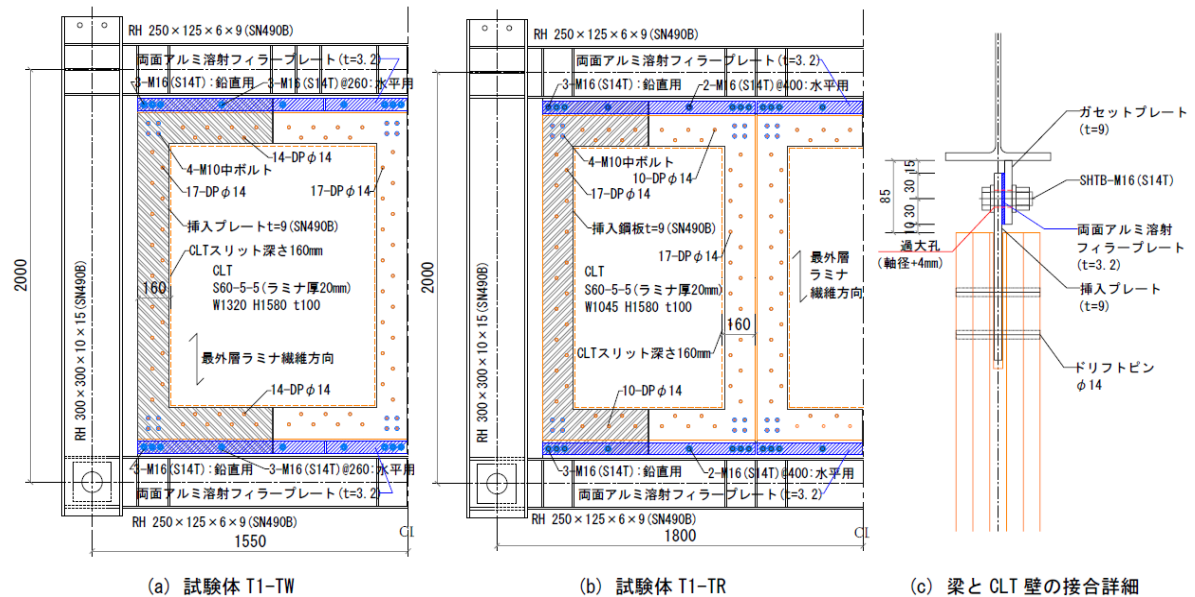 RH 250×125×6×9(SN490B)
両面アルミ溶射フィラープレート(t=3.2)
3-M16(S14T):鉛直用
3-M16(S14T)@260:水平用
14-DPφ14
4-M10中ボルト
17-DPφ14
17-DPφ14
挿入プレートt=9(SN490B)
CLTスリット深さ160mm
CLT
S60-5-5(ラミナ厚20mm)
W1320 H1580 t100
160
最外層ラミナ繊維方向
14-DPφ14
2000
RH 300×300×10×15(SN490B)
3-M16(S14T):鉛直用
3-M16(S14T)@260:水平用
両面アルミ溶射フィラープレート(t=3.2)
RH 250×125×6×9(SN490B)
CL
1550
(a) 試験体 T1-TW
RH 250×125×6×9(SN490B)
両面アルミ溶射フィラープレート(t=3.2)
3-M16(S14T):鉛直用
2-M16(S14T)@400:水平用
4-M10中ボルト
10-DPφ14
17-DPφ14
挿入鋼板t=9(SN490B)
17-DPφ14
CLT
S60-5-5(ラミナ厚20mm)
W1045 H1580 t100
最外層
ラミナ
繊維方向
160
CLTスリット深さ160mm
10-DPφ14
2000
RH 300×300×10×15(SN490B)
3-M16(S14T):鉛直用
2-M16(S14T)@400:水平用
両面アルミ溶射フィラープレート(t=3.2)
RH 250×125×6×9(SN490B)
CL
1800
(b) 試験体 T1-TR
ガセットプレート
(t=9)
SHTB-M16(S14T)
85
15
30
30
10
過大孔
(軸径+4mm)
両面アルミ溶射
フィラープレート
(t=3.2)
挿入プレート
(t=9)
ドリフトピン
φ14
(c) 梁と CLT 壁の接合詳細